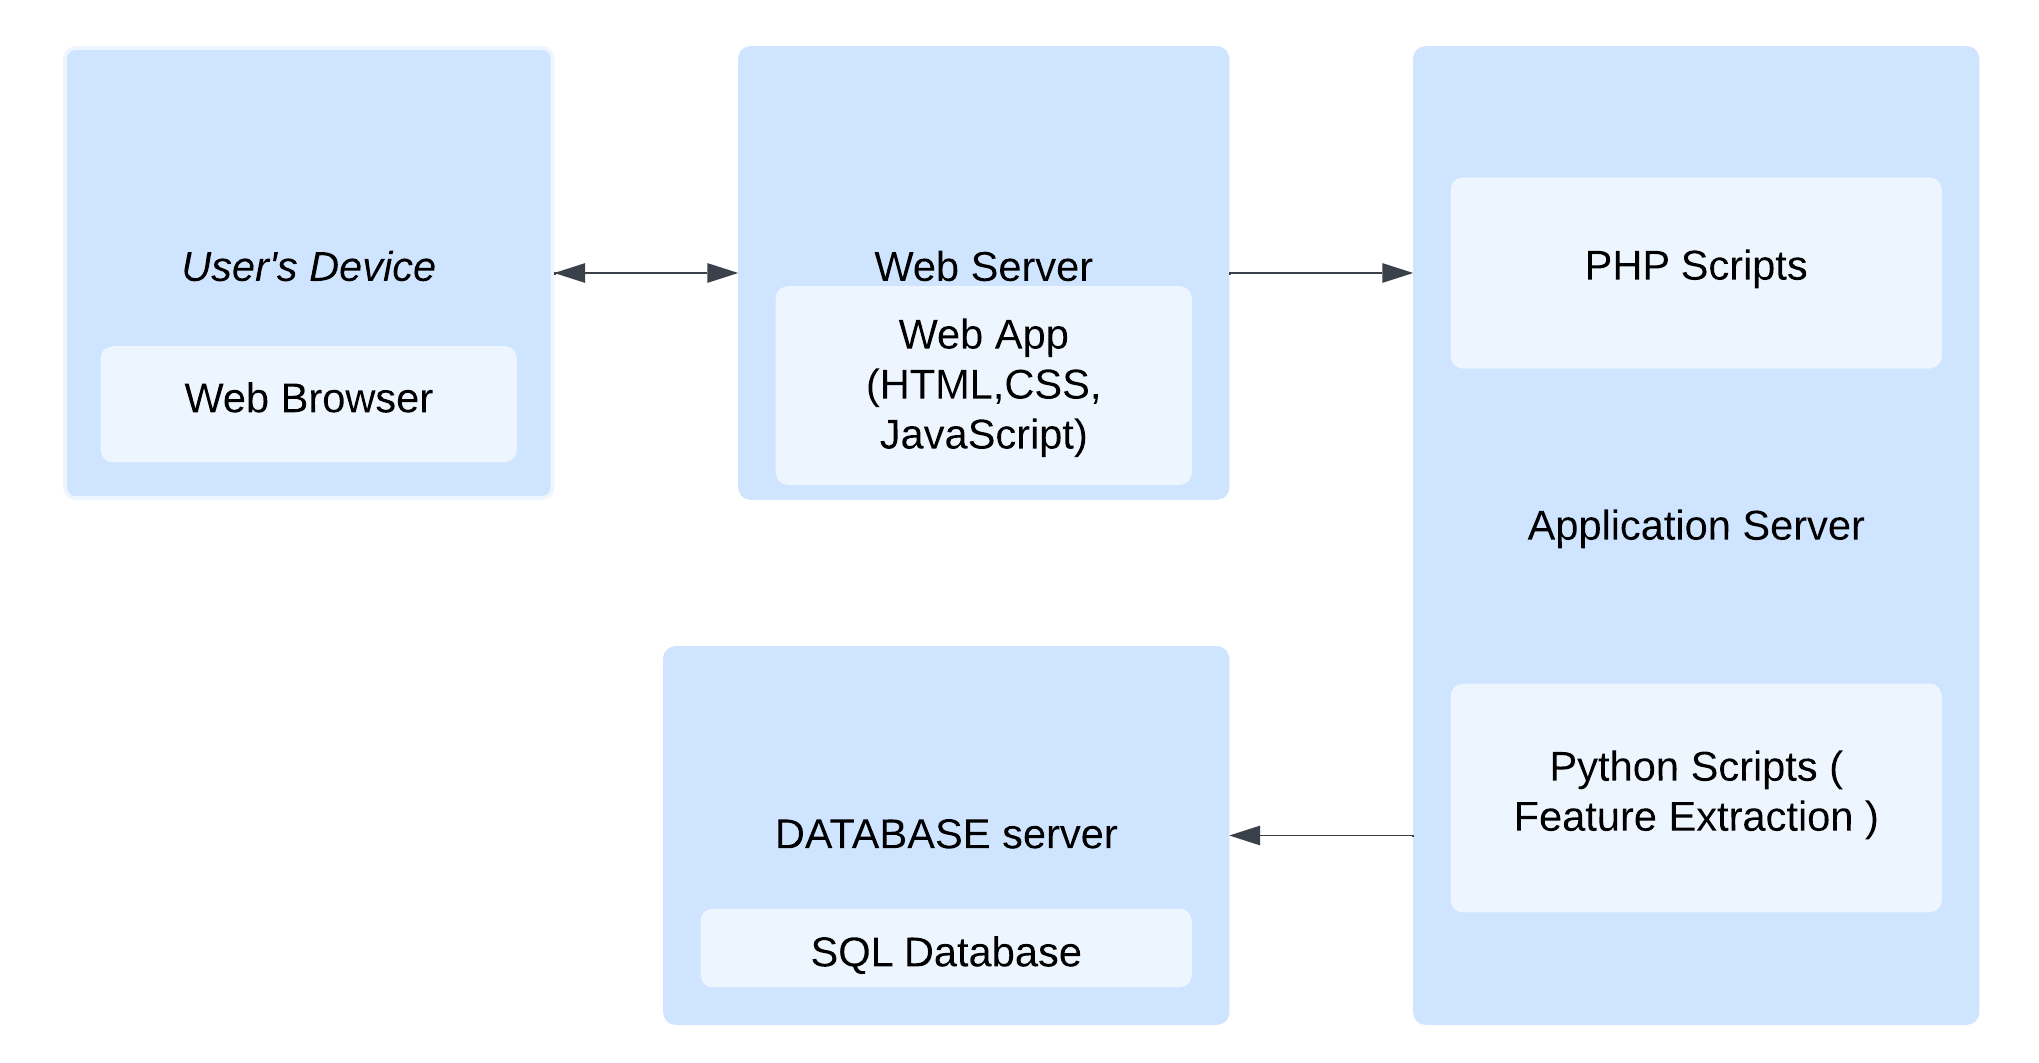 User's Device
Web Browser
Web Server
Web App
(HTML,CSS,
JavaScript)
PHP Scripts
Application Server
Python Scripts (
Feature Extraction )
DATABASE server
SQL Database